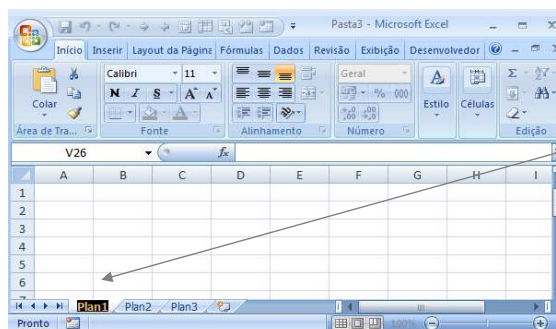 Pasta3 - Microsoft Excel
Início Inserir Layout da Página Fórmulas Dados Revisão Exibição Desenvolvedor
Calibri 11 Geral
N I S A A % 000
Colar A Estilo Células
Área de Tra... Fonte Alinhamento Número Edição
V26 fx
A B C D E F G H I
1
2
3
4
5
6
7
Plan1 Plan2 Plan3
Pronto 100%